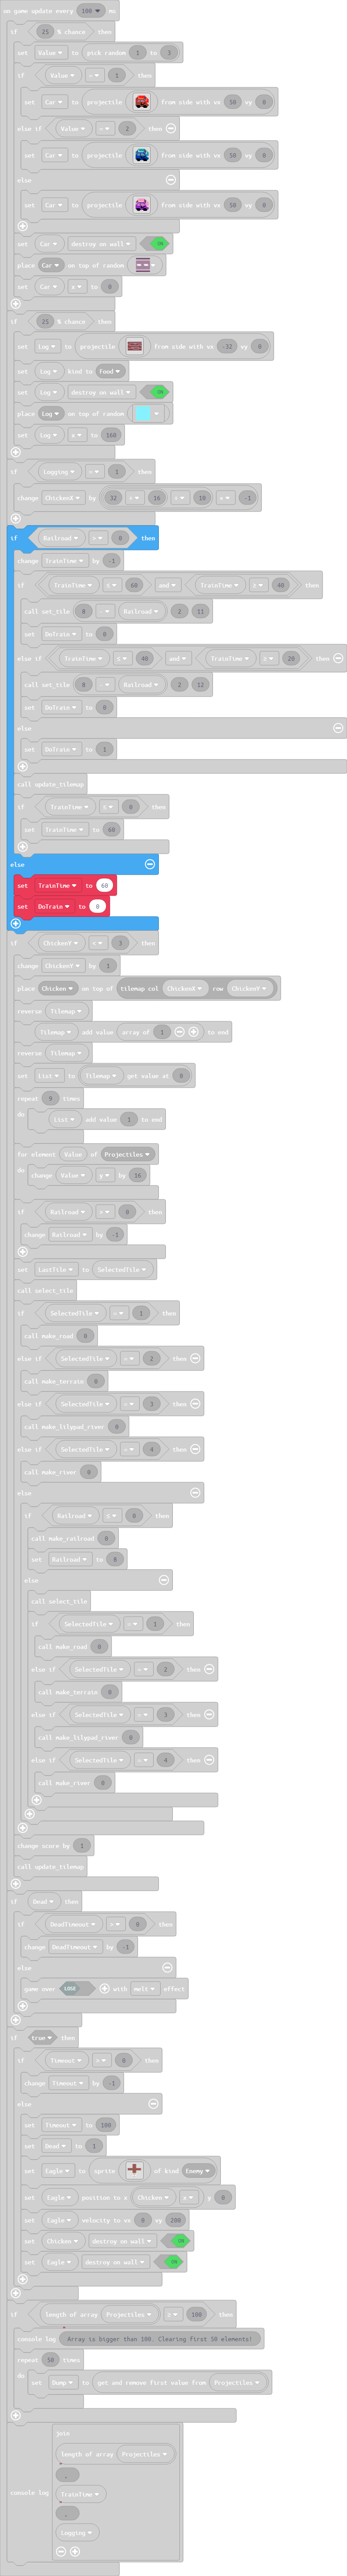 on game update every 100 ms
if 25 % chance then
set Value to pick random 1 to 3
if Value = 1 then
set Car to projectile from side with vx 50 vy 0
else if Value = 2 then
set Car to projectile from side with vx 50 vy 0
else
set Car to projectile from side with vx 50 vy 0
set Car destroy on wall ON
place Car on top of random
set Car x to 0
if 25 % chance then
set Log to projectile from side with vx -32 vy 0
set Log kind to Food
set Log destroy on wall ON
place Log on top of random
set Log x to 160
if logging = 1 then
change ChickenX by 32 ÷ 16 ÷ 10 x -1
if Railroad > 0 then
change TrainTime by -1
if TrainTime ≤ 60 and TrainTime ≥ 40 then
call set_tile 8 - Railroad 2 11
set DoTrain to 0
else if TrainTime ≤ 40 and TrainTime ≥ 20 then
call set_tile 8 - Railroad 2 12
set DoTrain to 0
else
set DoTrain to 1
call update_tilemap
if TrainTime ≤ 0 then
set TrainTime to 60
else
set TrainTime to 60
set DoTrain to 0
if ChickenY < 3 then
change ChickenY by 1
place Chicken on top of tilemap col ChickenX row ChickenY
reverse Tilemap
Tilemap add value array of 1 to end
reverse Tilemap
set List to Tilemap get value at 0
repeat 9 times
do List add value 1 to end
for element Value of Projectiles
do change Value y by 16
if Railroad > 0 then
change Railroad by -1
set LastTile to SelectedTile
call select_tile
if SelectedTile = 1 then
call make_road 0
else if SelectedTile = 2 then
call make_terrain 0
else if SelectedTile = 3 then
call make_lilypad_river 0
else if SelectedTile = 4 then
call make_river 0
else
if Railroad ≤ 0 then
call make_railroad 0
set Railroad to 8
else
call select_tile
if SelectedTile = 1 then
call make_road 0
else if SelectedTile = 2 then
call make_terrain 0
else if SelectedTile = 3 then
call make_lilypad_river 0
else if SelectedTile = 4 then
call make_river 0
change score by 1
call update_tilemap
if Dead then
if DeadTimeout > 0 then
change DeadTimeout by -1
else
game over LOSE with melt effect
if true then
if Timeout > 0 then
change Timeout by -1
else
set Timeout to 100
set Dead to 1
set Eagle to sprite of kind Enemy
set Eagle position to x Chicken x y 0
set Eagle velocity to vx 0 vy 200
set Chicken destroy on wall ON
set Eagle destroy on wall ON
if length of array Projectiles ≥ 100 then
console log Array is bigger than 100. Clearing first 50 elements!
repeat 50 times
do set Dump to get and remove first value from Projectiles
console log join
length of array Projectiles
,
TrainTime
,
logging